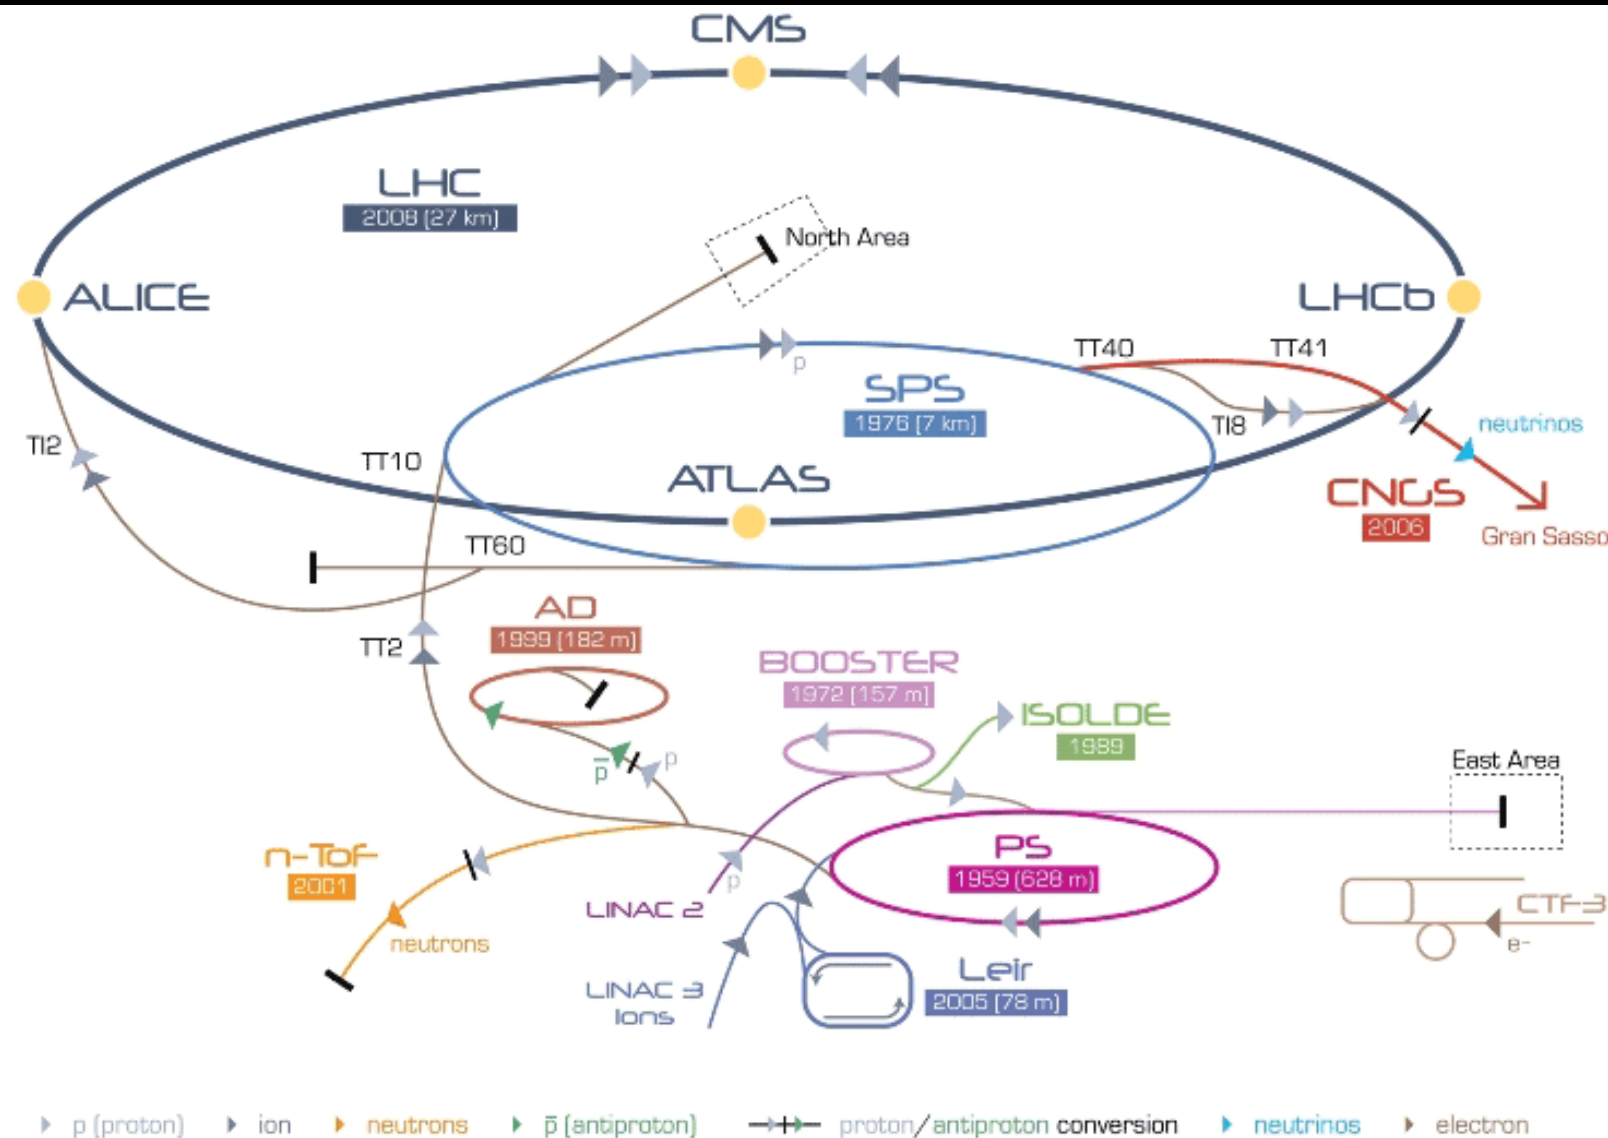 CMS
LHC
2008 (27 km)
North Area
ALICE
LHCb
TT40
TT41
p
SPS
1976 (7 km)
TI8
neutrinos
TI2
TT10
ATLAS
CNGS
2006
Gran Sasso
TT60
AD
1999 (182 m)
TT2
BOOSTER
1972 (157 m)
ISOLDE
1989
p̅
p
East Area
n-ToF
2001
neutrons
LINAC 2
p
PS
1959 (628 m)
CTF-3
e-
LINAC 3
Ions
Leir
2005 (78 m)
p (proton)
ion
neutrons
p̅ (antiproton)
proton/antiproton conversion
neutrinos
electron